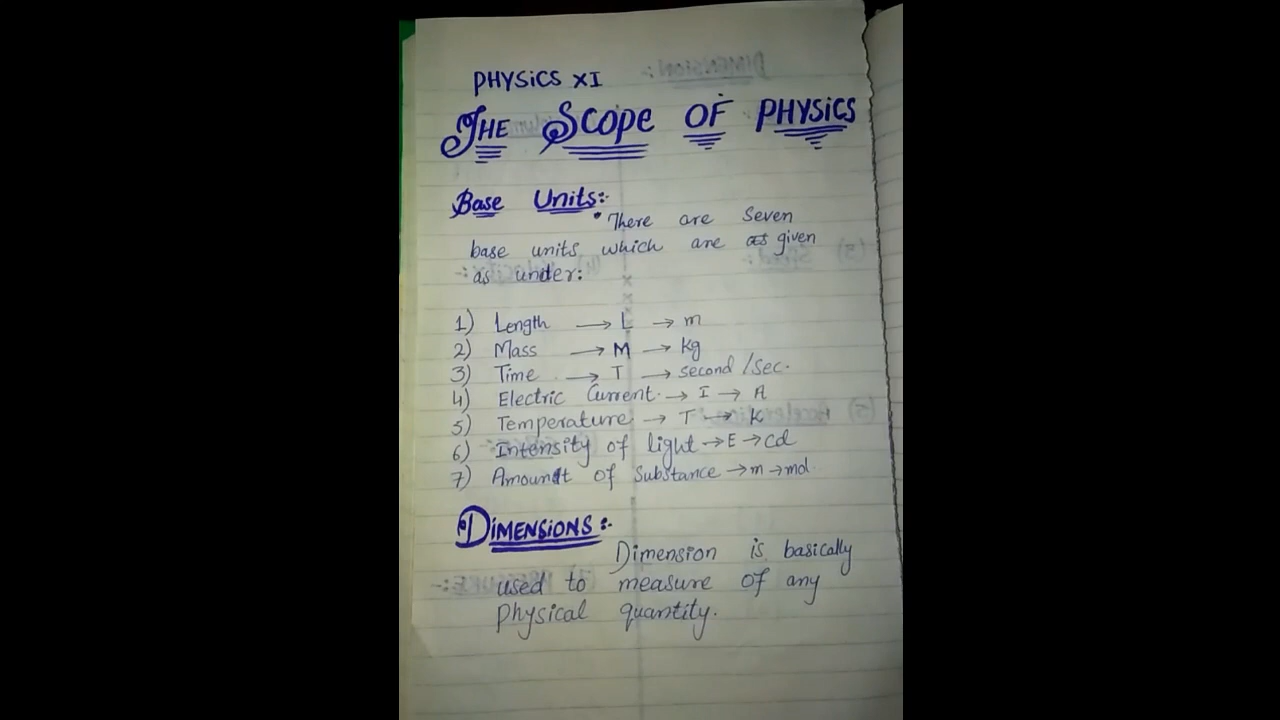 PHYSICS XI
THE SCOPE OF PHYSICS
Base Units:-
• There are Seven
base units which are as given
as under:
1) Length → L → m
2) Mass → M → kg
3) Time → T → second / sec.
4) Electric Current → I → A
5) Temperature → T → K
6) Intensity of light → E → Cd
7) Amount of Substance → m → mol
DIMENSIONS:-
Dimension is basically
used to measure of any
Physical quantity.